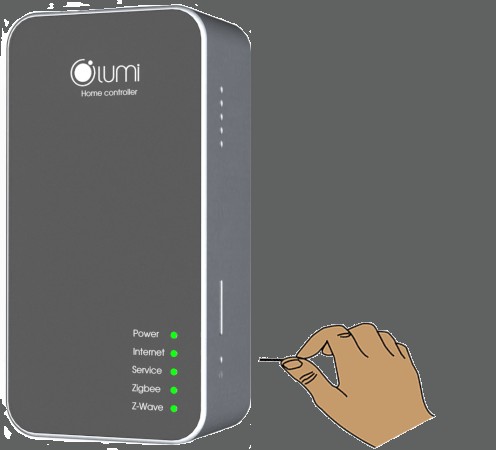 Lumi
Home controller
Power
Internet
Service
Zigbee
Z-Wave